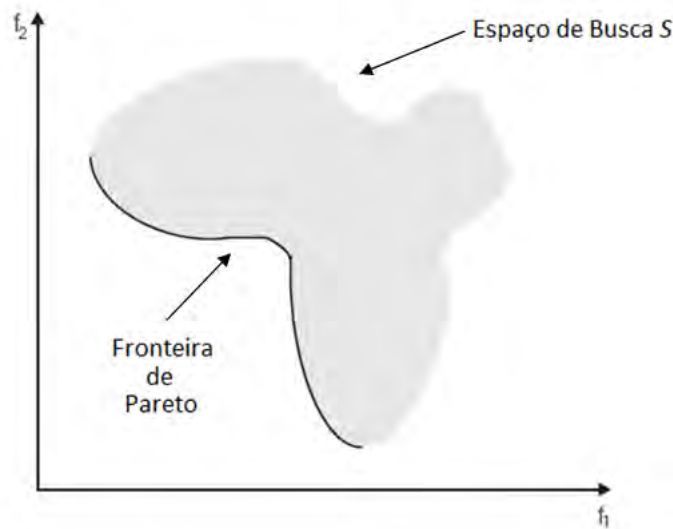 f₂
Espaço de Busca S
Fronteira
de
Pareto
f₁